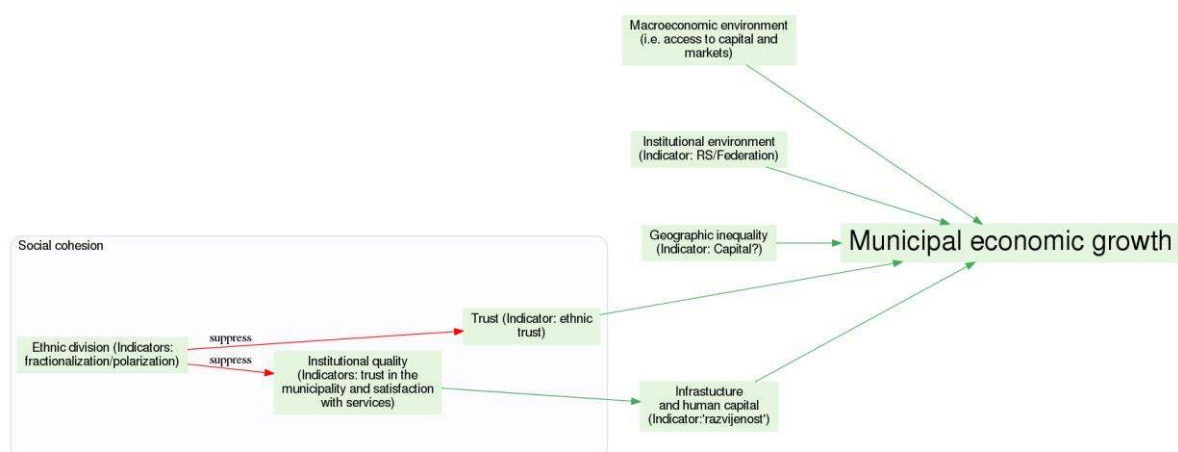 Macroeconomic environment
(i.e. access to capital and
markets)
Institutional environment
(Indicator: RS/Federation)
Geographic inequality
(Indicator: Capital?)
Municipal economic growth
Social cohesion
Trust (Indicator: ethnic
trust)
suppress
Ethnic division (Indicators:
fractionalization/polarization)
suppress
Institutional quality
(Indicators: trust in the
municipality and satisfaction
with services)
Infrastucture
and human capital
(Indicator:'razvijenost')